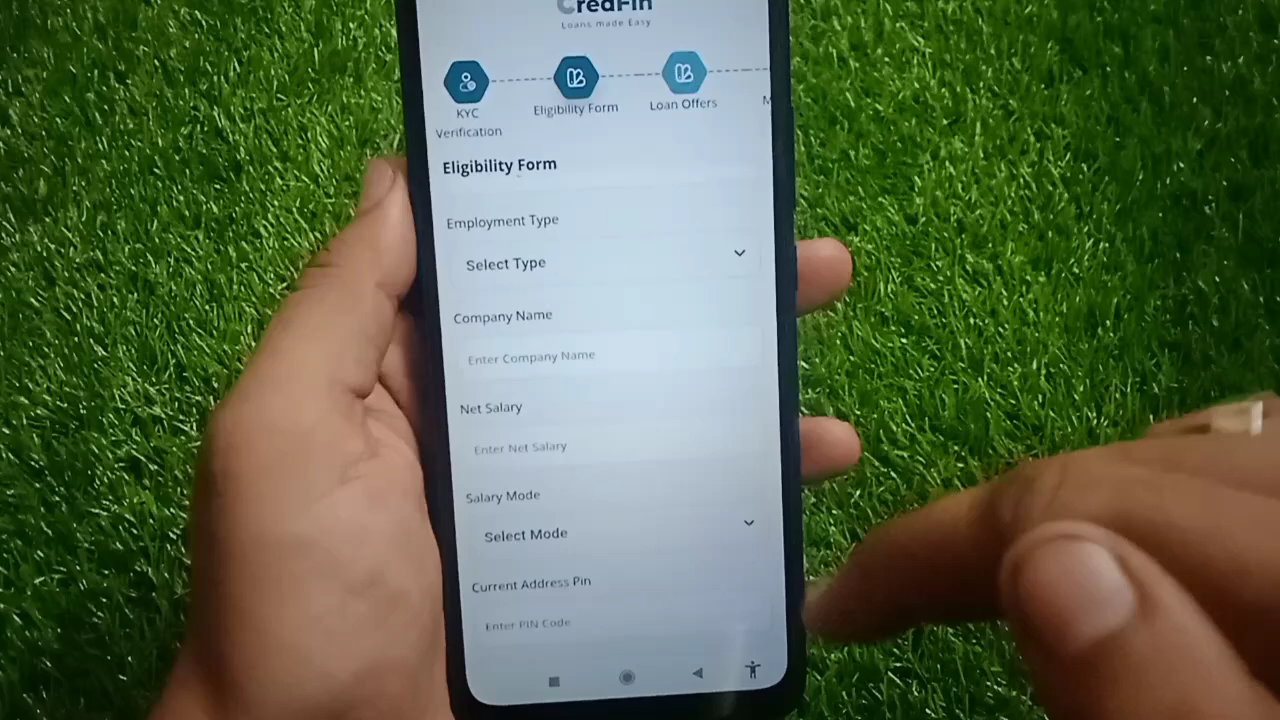 CredFin
Loans made Easy
KYC
Verification
Eligibility Form
Loan Offers
M
Eligibility Form
Employment Type
Select Type
Company Name
Enter Company Name
Net Salary
Enter Net Salary
Salary Mode
Select Mode
Current Address Pin
Enter PIN Code